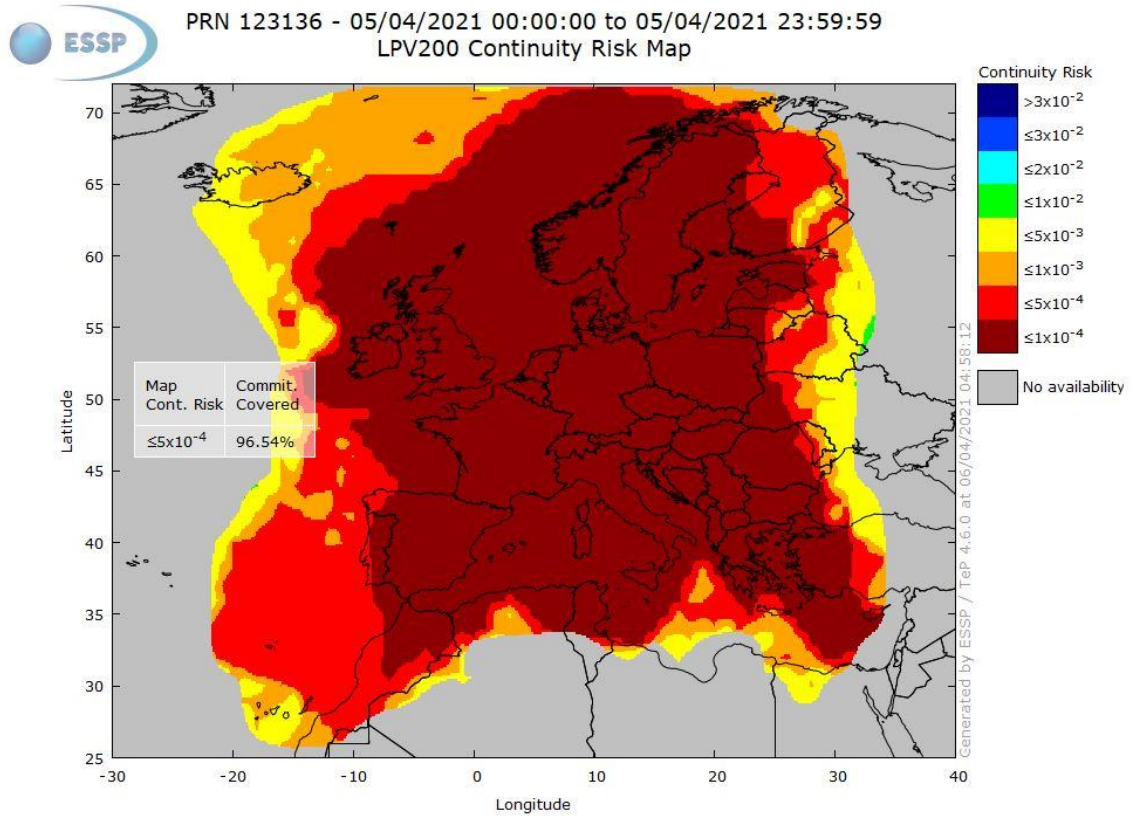 ESSP
PRN 123136 - 05/04/2021 00:00:00 to 05/04/2021 23:59:59
LPV200 Continuity Risk Map
Continuity Risk
>3x10⁻²
≤3x10⁻²
≤2x10⁻²
≤1x10⁻²
≤5x10⁻³
≤1x10⁻³
≤5x10⁻⁴
≤1x10⁻⁴
No availability
Latitude
70
65
60
55
50
45
40
35
30
25
Map Commit.
Cont. Risk Covered
≤5x10⁻⁴ 96.54%
-30 -20 -10 0 10 20 30 40
Longitude
Generated by ESSP / TeP 4.6.0 at 06/04/2021 04:58:12